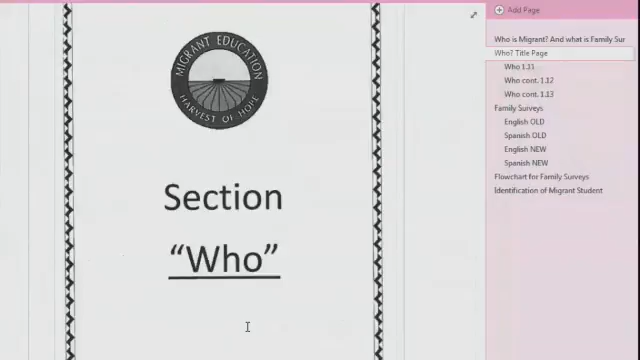 MIGRANT EDUCATION
HARVEST OF HOPE
Section
“Who”
Add Page
Who is Migrant? And what is Family Sur
Who? Title Page
Who 1.11
Who cont. 1.12
Who cont. 1.13
Family Surveys
English OLD
Spanish OLD
English NEW
Spanish NEW
Flowchart for Family Surveys
Identification of Migrant Student